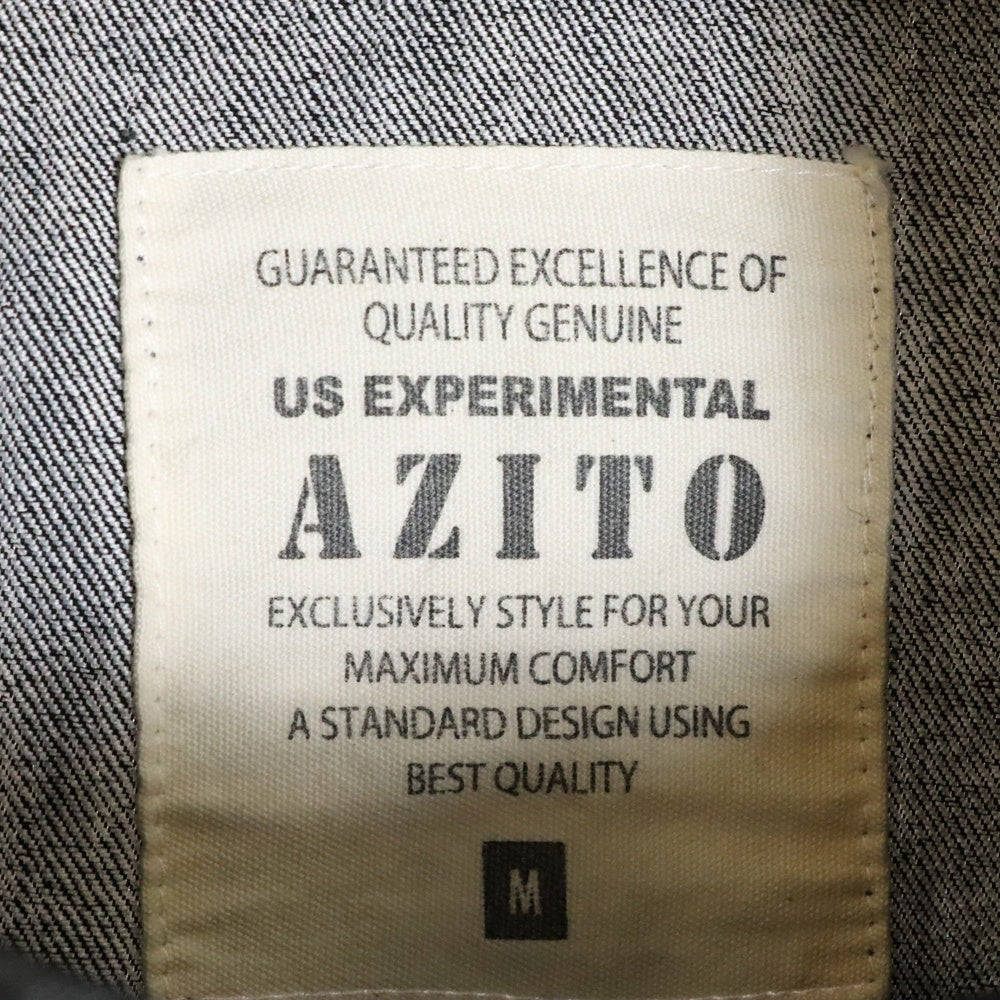 GUARANTEED EXCELLENCE OF
QUALITY GENUINE
US EXPERIMENTAL
AZITO
EXCLUSIVELY STYLE FOR YOUR
MAXIMUM COMFORT
A STANDARD DESIGN USING
BEST QUALITY
M